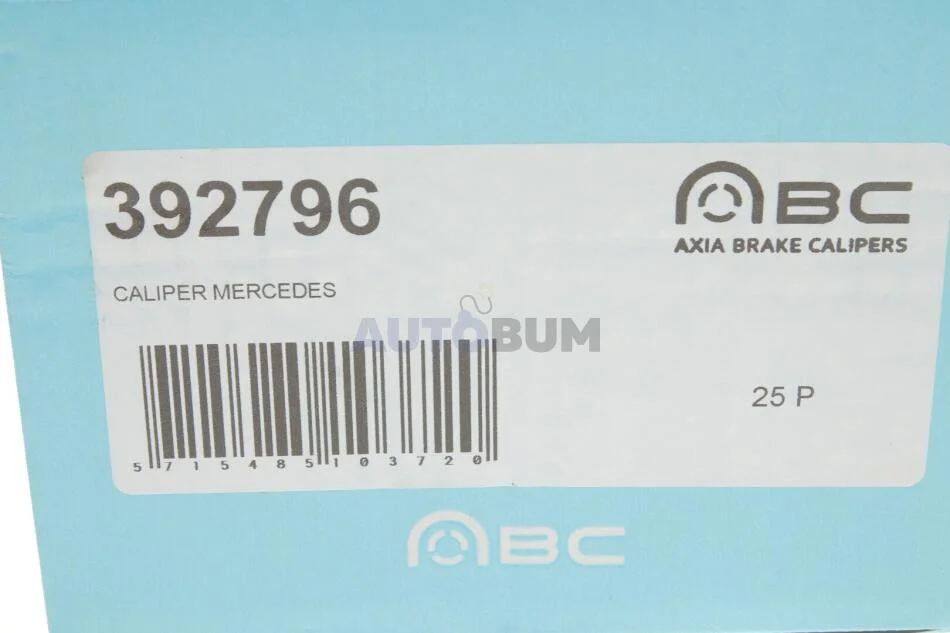 392796
ABC
AXIA BRAKE CALIPERS
CALIPER MERCEDES
AUTOBUM
25 P
5715485103720
ABC